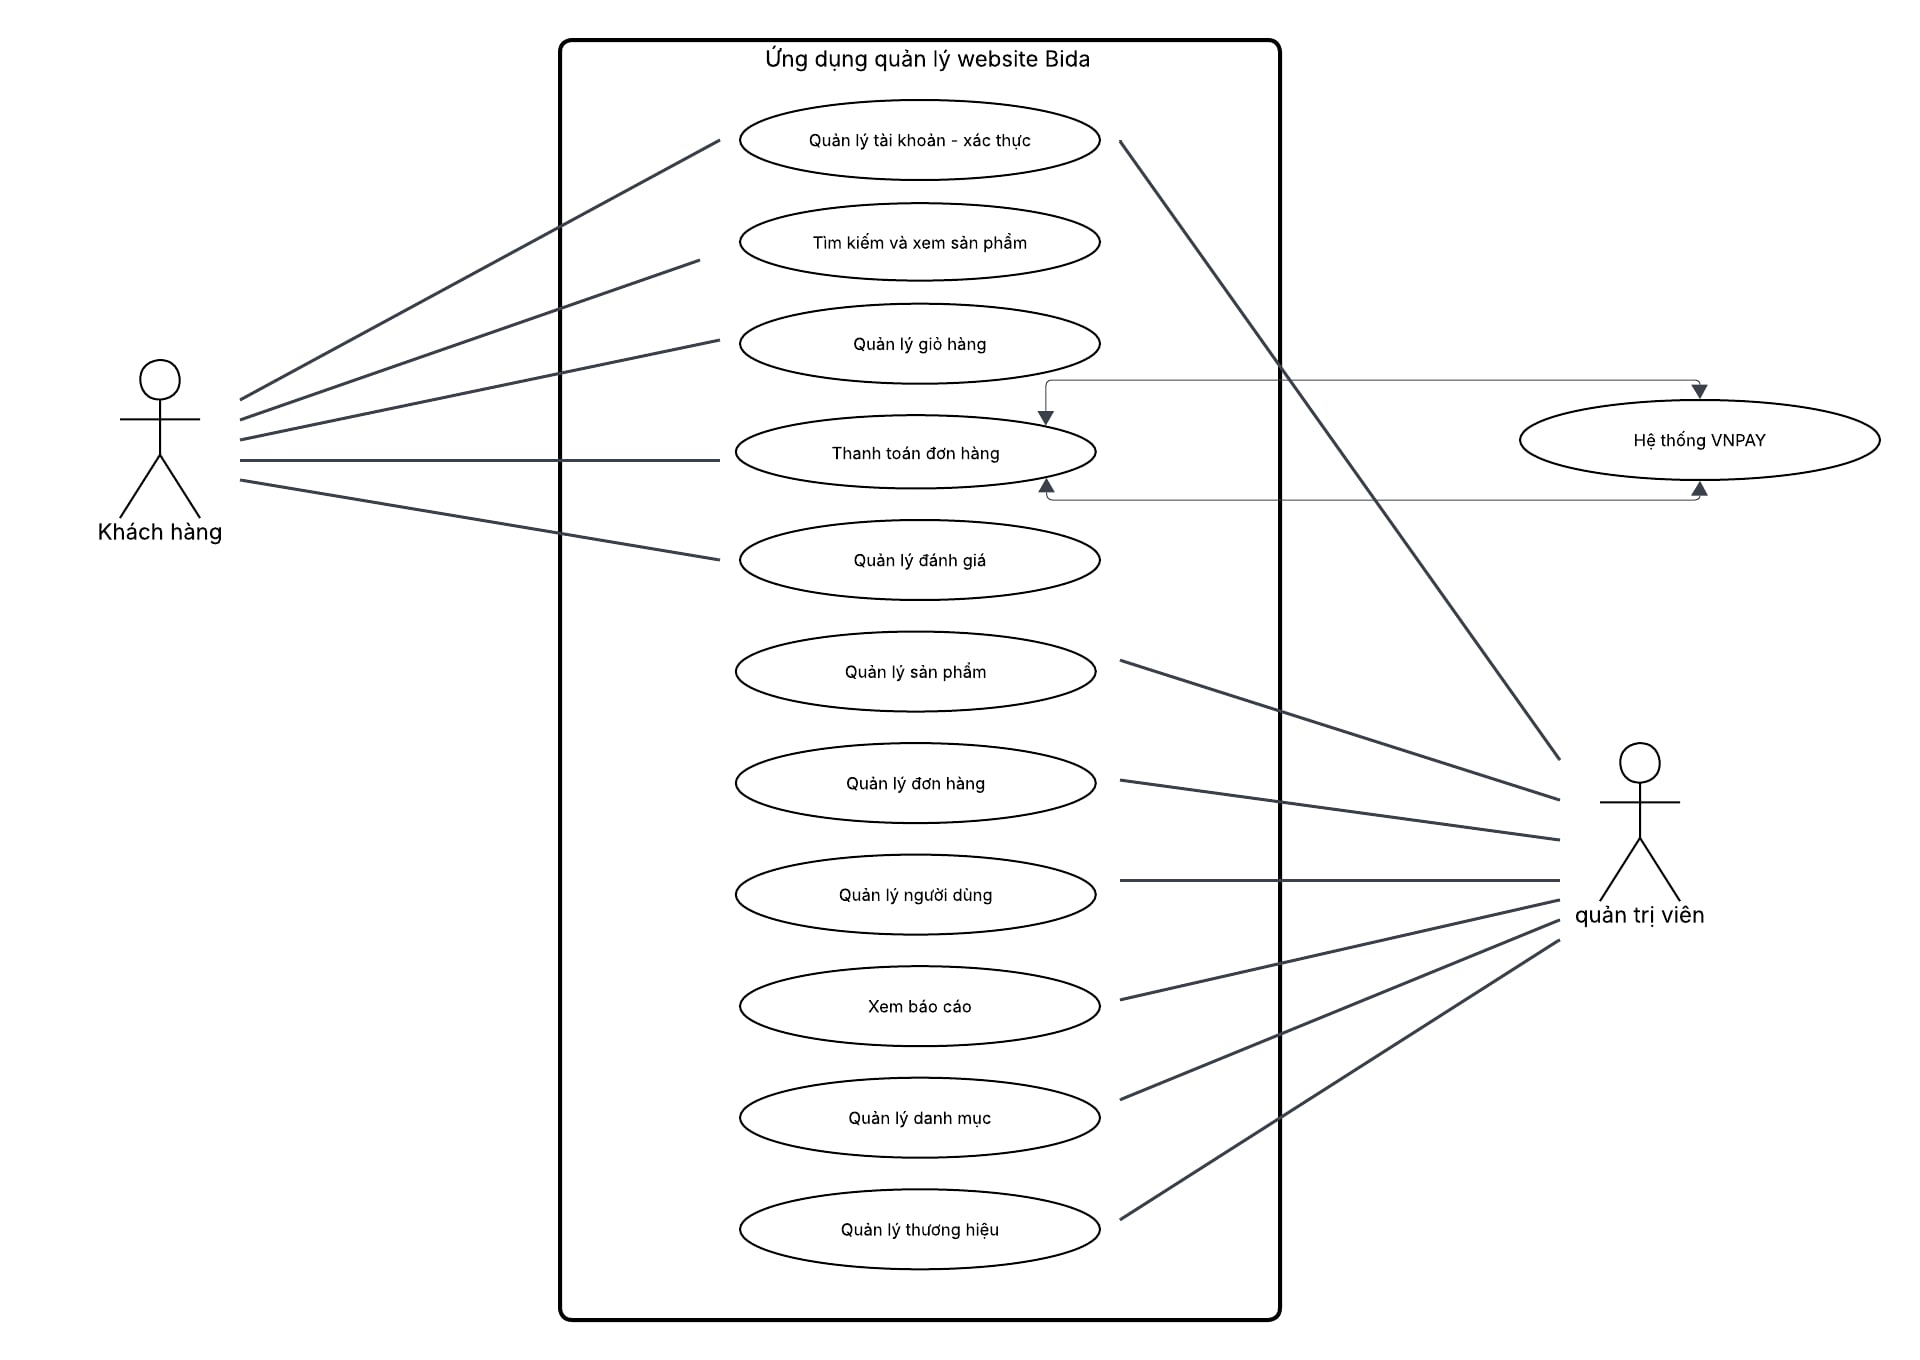 Ứng dụng quản lý website Bida
Quản lý tài khoản - xác thực
Tìm kiếm và xem sản phẩm
Quản lý giỏ hàng
Thanh toán đơn hàng
Hệ thống VNPAY
Khách hàng
Quản lý đánh giá
Quản lý sản phẩm
Quản lý đơn hàng
Quản lý người dùng
quản trị viên
Xem báo cáo
Quản lý danh mục
Quản lý thương hiệu